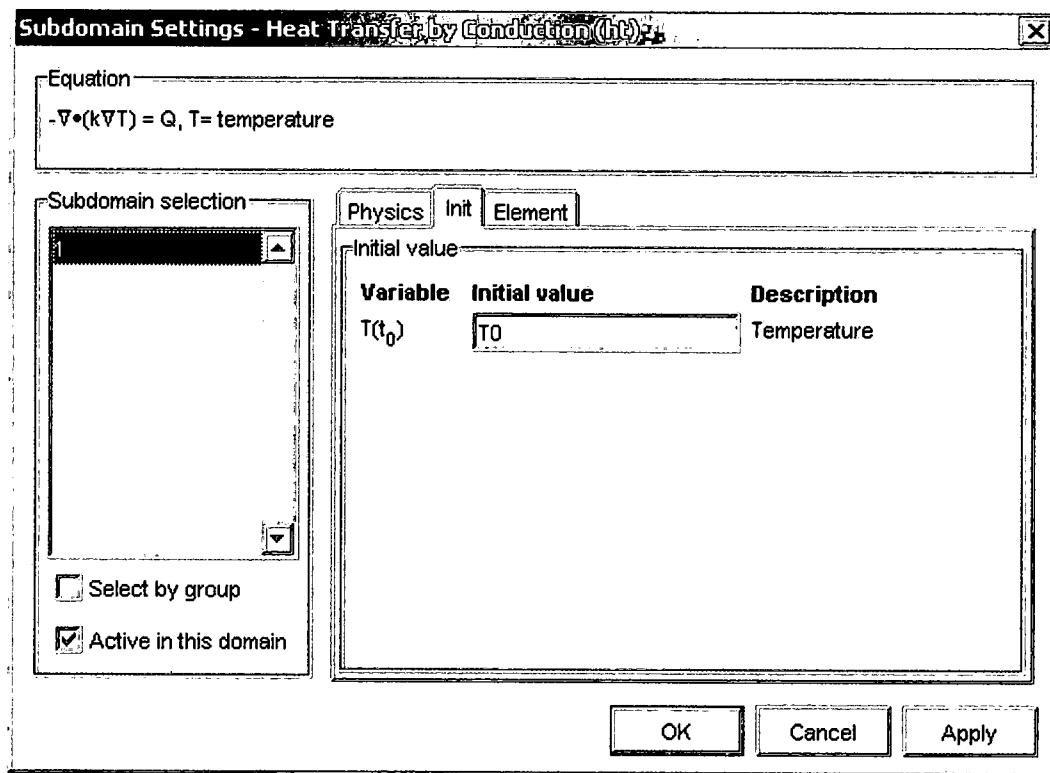 Subdomain Settings - Heat Transfer by Conduction (ht)
Equation
-∇•(k∇T) = Q, T= temperature
Subdomain selection
1
Select by group
Active in this domain
Physics Init Element
Initial value
Variable Initial value Description
T(t₀) T0 Temperature
OK Cancel Apply